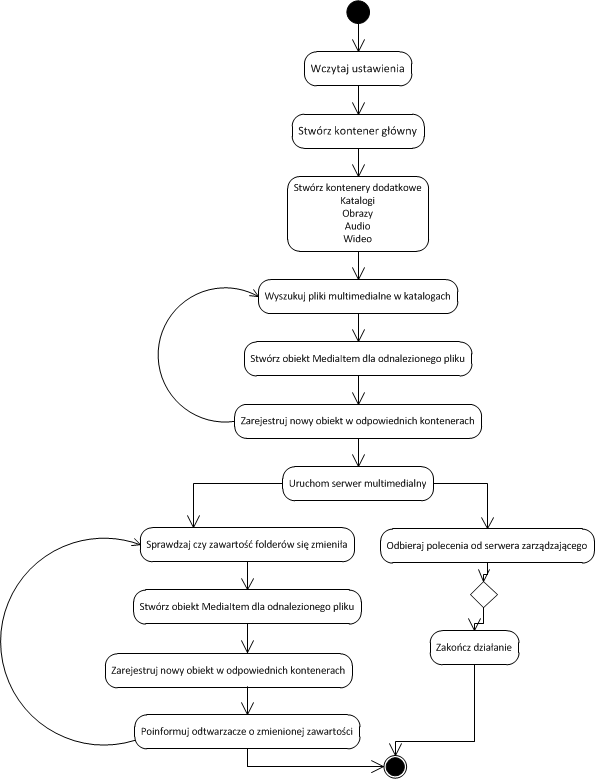 Wczytaj ustawienia
Stwórz kontener główny
Stwórz kontenery dodatkowe
Katalogi
Obrazy
Audio
Wideo
Wyszukuj pliki multimedialne w katalogach
Stwórz obiekt MediaItem dla odnalezionego pliku
Zarejestruj nowy obiekt w odpowiednich kontenerach
Uruchom serwer multimedialny
Sprawdzaj czy zawartość folderów się zmieniła
Odbieraj polecenia od serwera zarządzającego
Stwórz obiekt MediaItem dla odnalezionego pliku
Zakończ działanie
Zarejestruj nowy obiekt w odpowiednich kontenerach
Poinformuj odtwarzacze o zmienionej zawartości